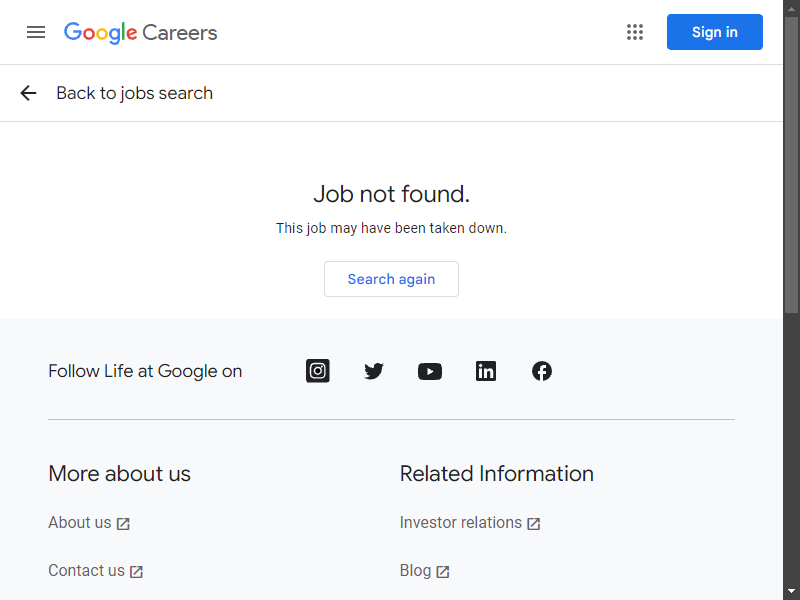 Google Careers
Sign in
Back to jobs search
Job not found.
This job may have been taken down.
Search again
Follow Life at Google on
More about us
Related Information
About us
Investor relations
Contact us
Blog